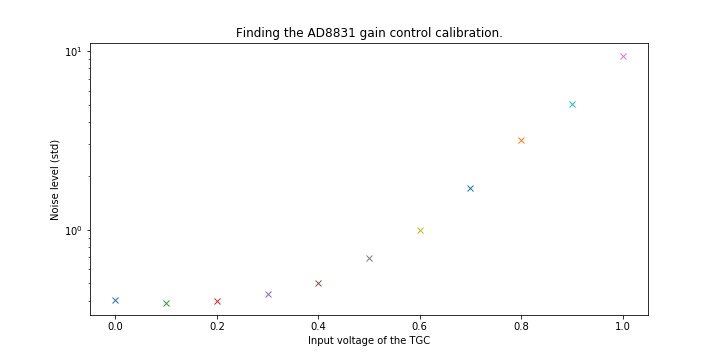 Finding the AD8831 gain control calibration.
Noise level (std)
10¹
10⁰
0.0 0.2 0.4 0.6 0.8 1.0
Input voltage of the TGC